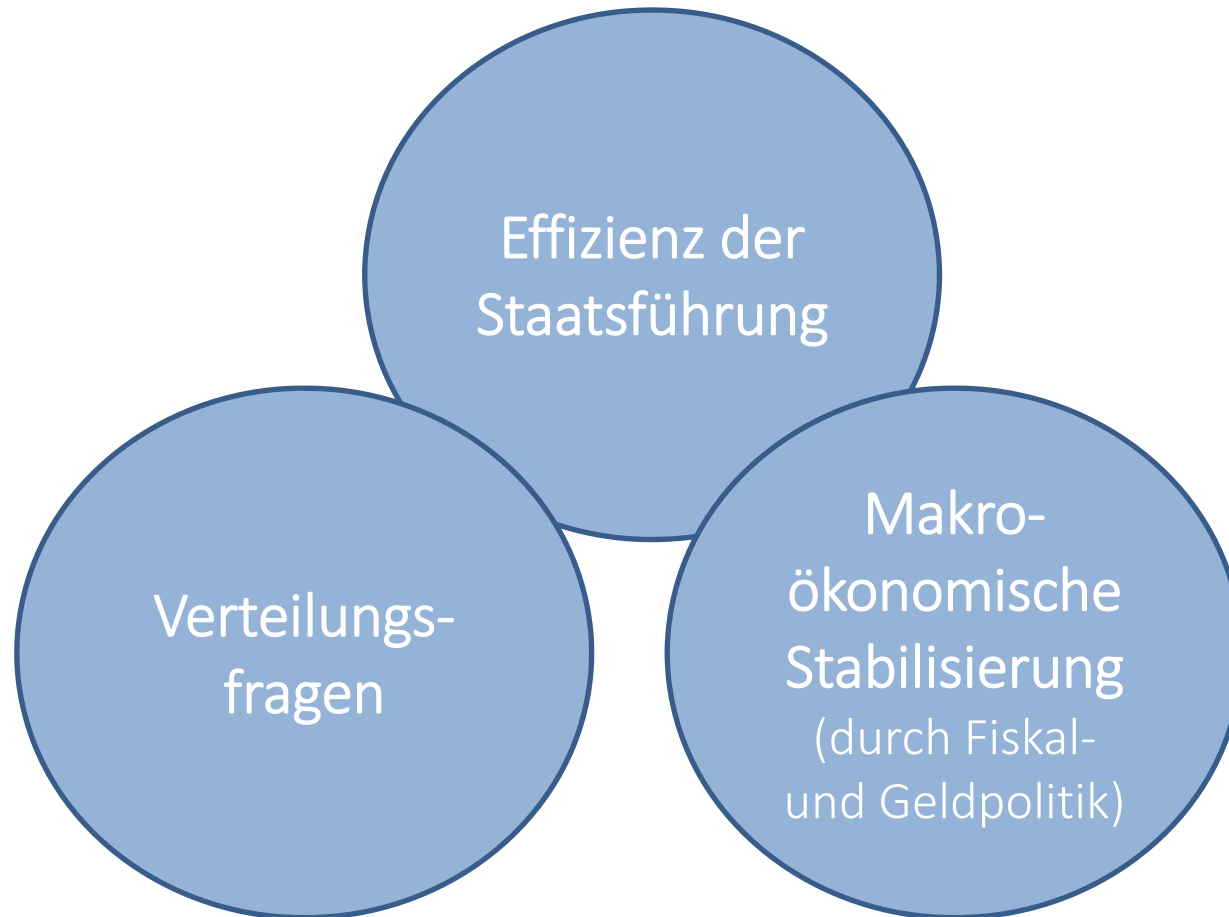 Effizienz der
Staatsführung
Verteilungs-
fragen
Makro-
ökonomische
Stabilisierung
(durch Fiskal-
und Geldpolitik)